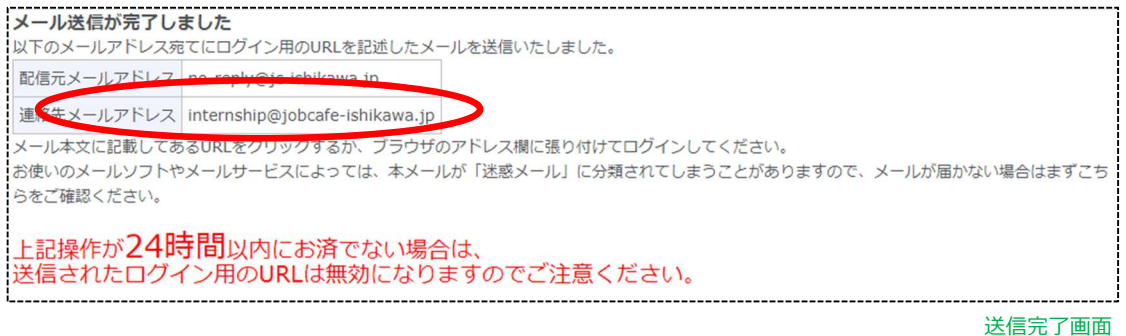 メール送信が完了しました
以下のメールアドレス宛てにログイン用のURLを記述したメールを送信いたしました。
配信元メールアドレス no-reply@js-ishikawa.jp
連絡先メールアドレス internship@jobcafe-ishikawa.jp
メール本文に記載してあるURLをクリックするか、ブラウザのアドレス欄に張り付けてログインしてください。
お使いのメールソフトやメールサービスによっては、本メールが「迷惑メール」に分類されてしまうことがありますので、メールが届かない場合はまずこち
らをご確認ください。
上記操作が24時間以内にお済でない場合は、
送信されたログイン用のURLは無効になりますのでご注意ください。
送信完了画面